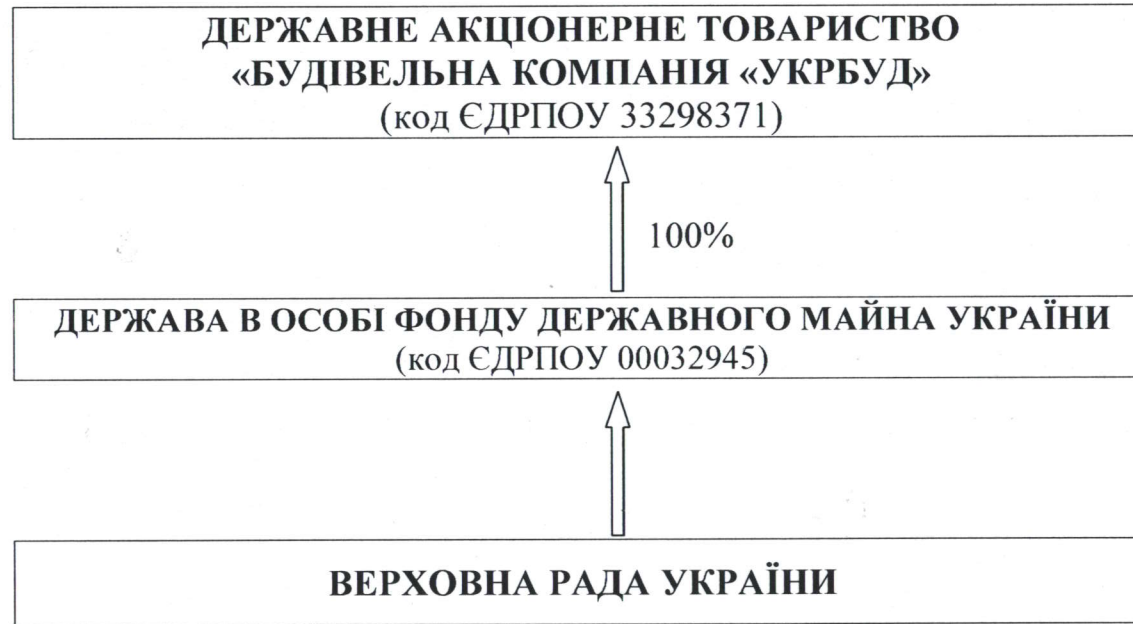 ДЕРЖАВНЕ АКЦІОНЕРНЕ ТОВАРИСТВО
«БУДІВЕЛЬНА КОМПАНІЯ «УКРБУД»
(код ЄДРПОУ 33298371)
100%
ДЕРЖАВА В ОСОБІ ФОНДУ ДЕРЖАВНОГО МАЙНА УКРАЇНИ
(код ЄДРПОУ 00032945)
ВЕРХОВНА РАДА УКРАЇНИ